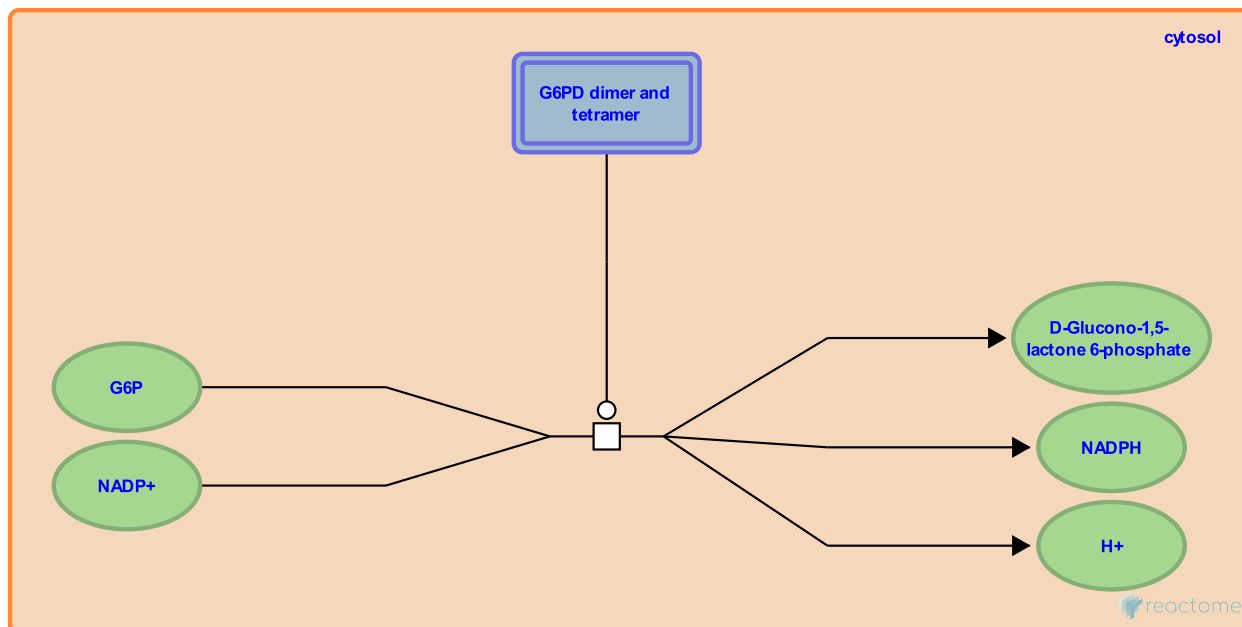 cytosol
G6PD dimer and
tetramer
G6P
NADP+
D-Glucono-1,5-
lactone 6-phosphate
NADPH
H+
reactome